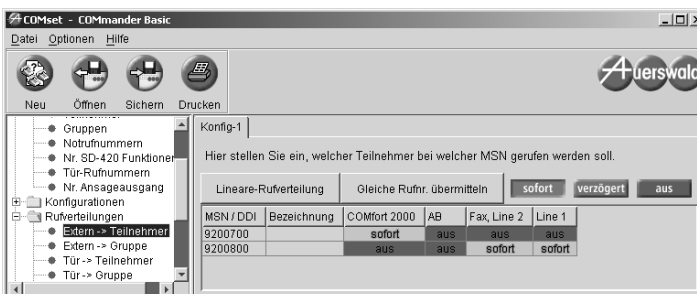 COMset - COMmander Basic
Datei Optionen Hilfe
Neu Öffnen Sichern Drucken
Auerswald
Gruppen
Notrufnummern
Nr. SD-420 Funktionen
Tür-Rufnummern
Nr. Ansageausgang
Konfigurationen
Rufverteilungen
Extern -> Teilnehmer
Extern -> Gruppe
Tür -> Teilnehmer
Tür -> Gruppe
Konfig-1
Hier stellen Sie ein, welcher Teilnehmer bei welcher MSN gerufen werden soll.
Lineare-Rufverteilung Gleiche Rufnr. übermitteln sofort verzögert aus
MSN / DDI Bezeichnung COMfort 2000 AB Fax, Line 2 Line 1
9200700 sofort aus aus aus
9200800 aus aus sofort sofort